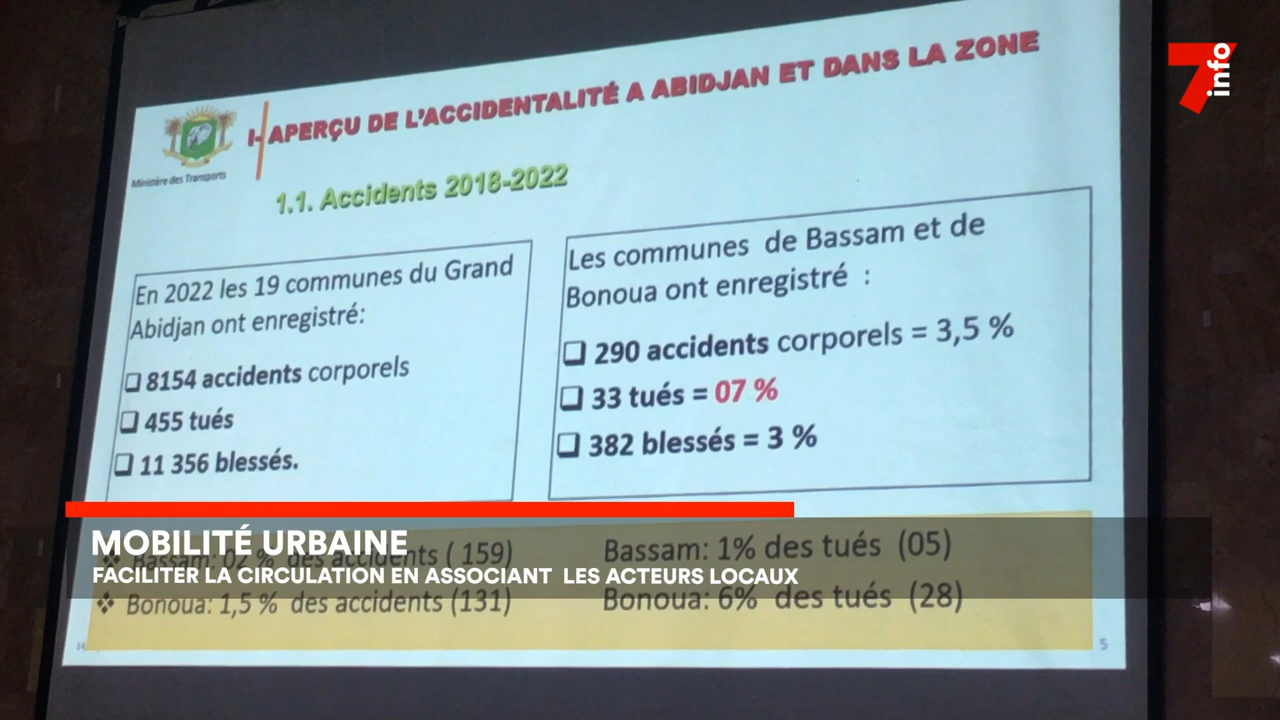 7info
I- APERÇU DE L'ACCIDENTALITÉ A ABIDJAN ET DANS LA ZONE
Ministère des Transports
1.1. Accidents 2018-2022
En 2022 les 19 communes du Grand
Abidjan ont enregistré:
❑ 8154 accidents corporels
❑ 455 tués
❑ 11 356 blessés.
Les communes de Bassam et de
Bonoua ont enregistré :
❑ 290 accidents corporels = 3,5 %
❑ 33 tués = 07 %
❑ 382 blessés = 3 %
❖ Bassam: 02 % des accidents ( 159)
❖ Bonoua: 1,5 % des accidents (131)
Bassam: 1% des tués (05)
Bonoua: 6% des tués (28)
5
MOBILITÉ URBAINE
FACILITER LA CIRCULATION EN ASSOCIANT LES ACTEURS LOCAUX